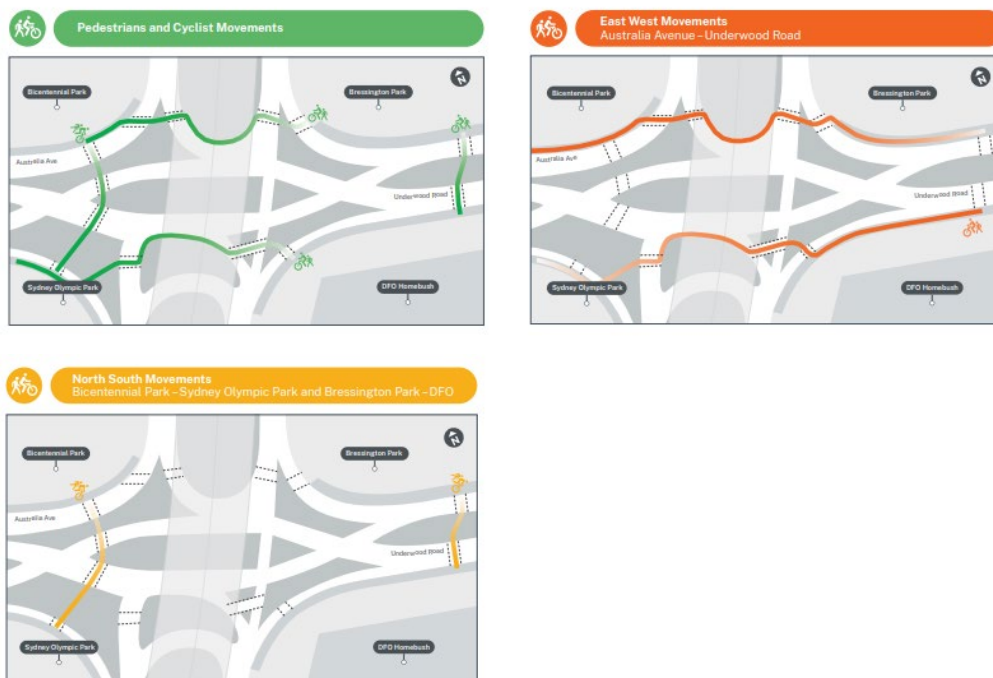 Pedestrians and Cyclist Movements
Bicentennial Park
Bressington Park
N
Australia Ave
Underwood Road
Sydney Olympic Park
DFO Homebush
East West Movements
Australia Avenue – Underwood Road
Bicentennial Park
Bressington Park
N
Australia Ave
Underwood Road
Sydney Olympic Park
DFO Homebush
North South Movements
Bicentennial Park – Sydney Olympic Park and Bressington Park – DFO
Bicentennial Park
Bressington Park
N
Australia Ave
Underwood Road
Sydney Olympic Park
DFO Homebush